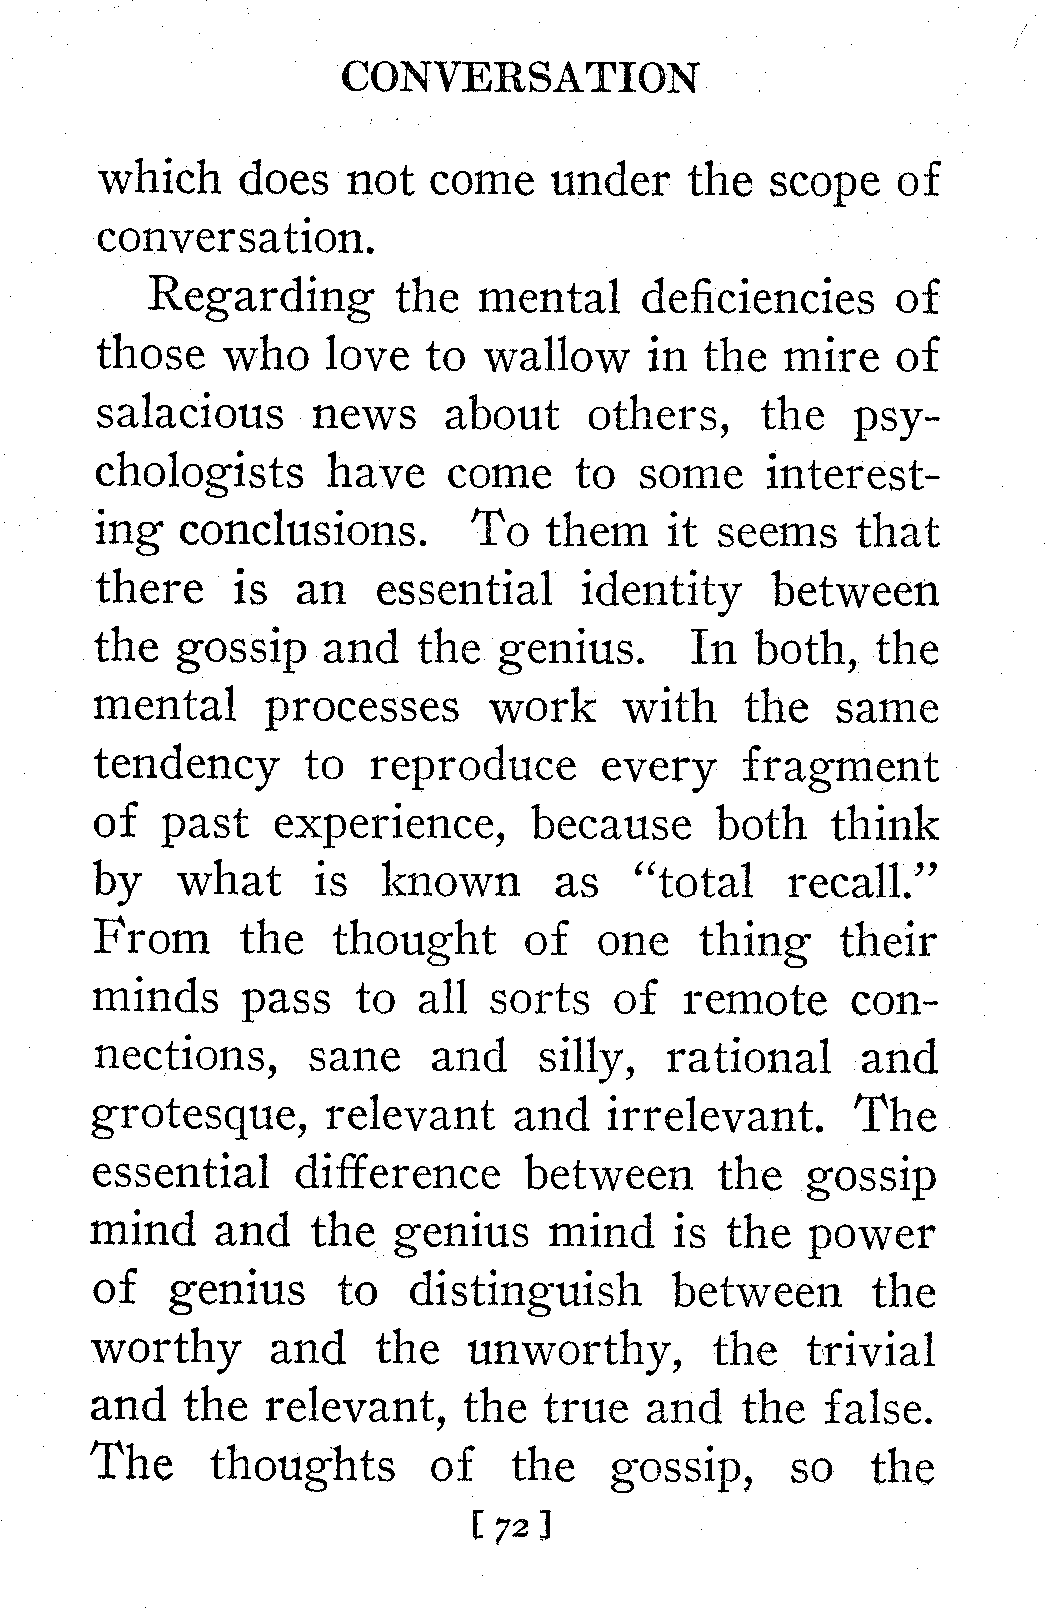 CONVERSATION
which does not come under the scope of
conversation.
Regarding the mental deficiencies of
those who love to wallow in the mire of
salacious news about others, the psy-
chologists have come to some interest-
ing conclusions. To them it seems that
there is an essential identity between
the gossip and the genius. In both, the
mental processes work with the same
tendency to reproduce every fragment
of past experience, because both think
by what is known as “total recall.”
From the thought of one thing their
minds pass to all sorts of remote con-
nections, sane and silly, rational and
grotesque, relevant and irrelevant. The
essential difference between the gossip
mind and the genius mind is the power
of genius to distinguish between the
worthy and the unworthy, the trivial
and the relevant, the true and the false.
The thoughts of the gossip, so the
[72]